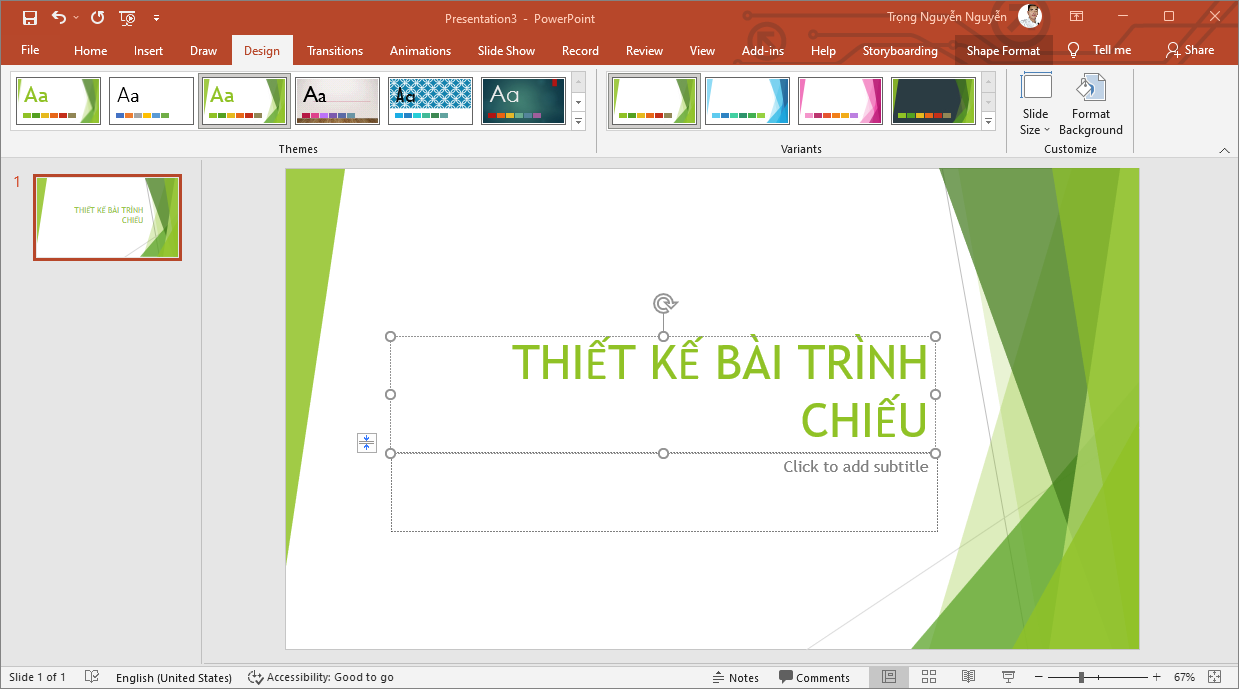 Presentation3 - PowerPoint
Trọng Nguyễn Nguyễn
File Home Insert Draw Design Transitions Animations Slide Show Record Review View Add-ins Help Storyboarding Shape Format Tell me Share
Aa Aa Aa Aa Aa Aa
Slide Size
Format Background
Themes Variants Customize
1
THIẾT KẾ BÀI TRÌNH
CHIẾU
THIẾT KẾ BÀI TRÌNH
CHIẾU
Click to add subtitle
Slide 1 of 1 English (United States) Accessibility: Good to go Notes Comments 67%